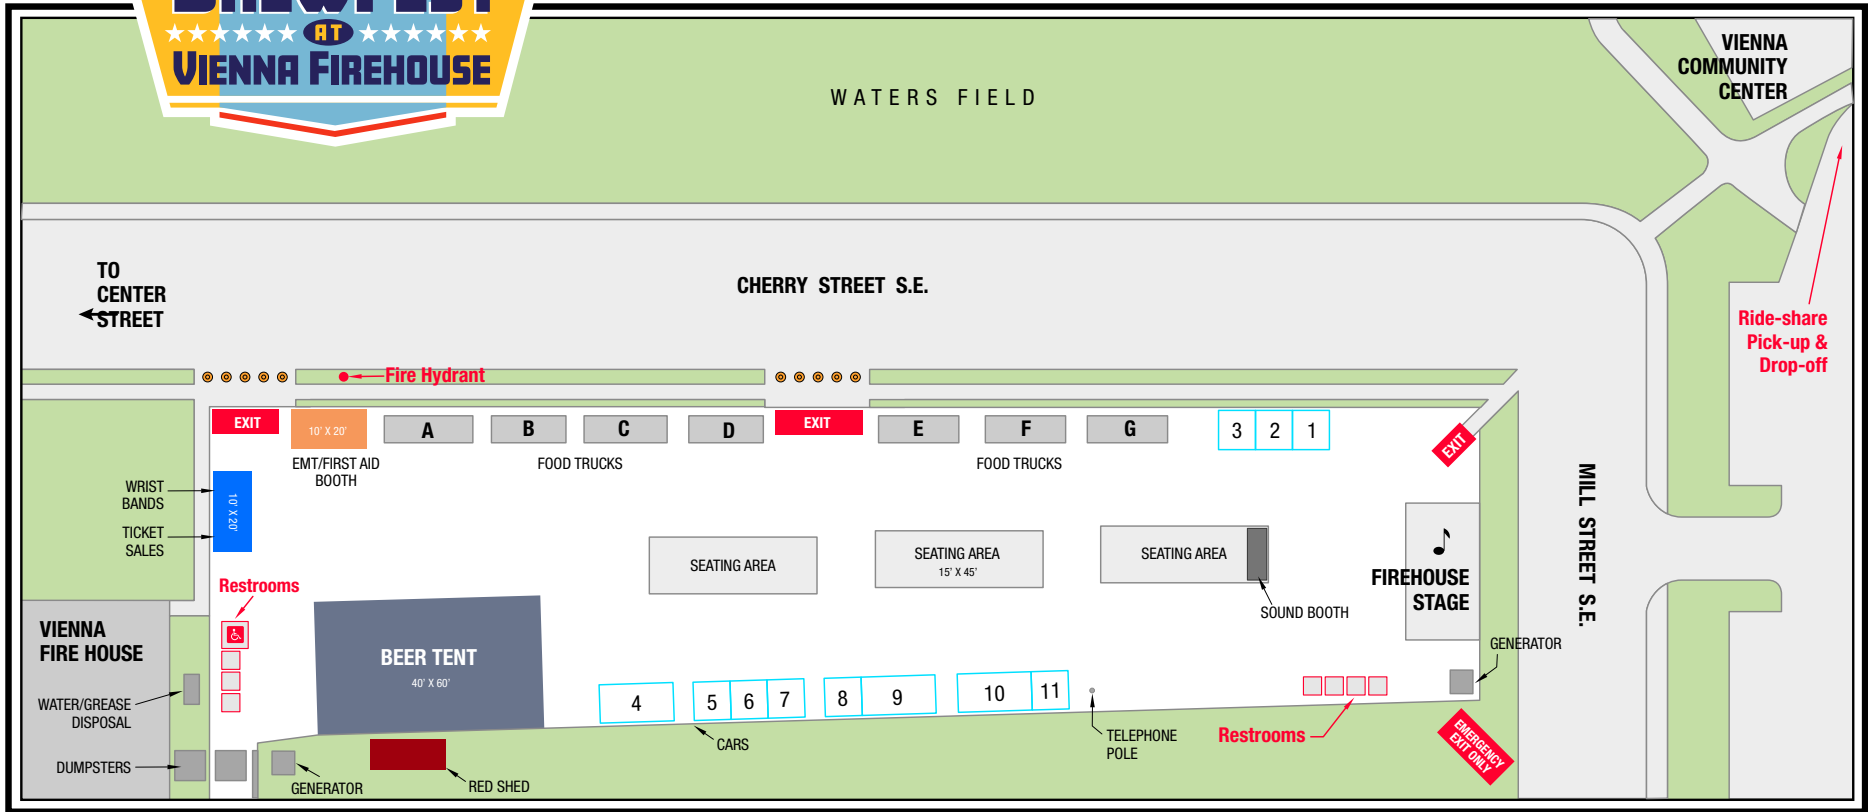 BREWFEST
AT
VIENNA FIREHOUSE
WATERS FIELD
VIENNA
COMMUNITY
CENTER
TO
CENTER
STREET
CHERRY STREET S.E.
Ride-share
Pick-up &
Drop-off
Fire Hydrant
EXIT
10' X 20'
EMT/FIRST AID
BOOTH
A
B
C
D
FOOD TRUCKS
EXIT
E
F
G
FOOD TRUCKS
3
2
1
EXIT
WRIST
BANDS
TICKET
SALES
10' X 20'
MILL STREET S.E.
SEATING AREA
SEATING AREA
15' X 45'
SEATING AREA
SOUND BOOTH
FIREHOUSE
STAGE
Restrooms
VIENNA
FIRE HOUSE
BEER TENT
40' X 60'
GENERATOR
4
5
6
7
8
9
10
11
WATER/GREASE
DISPOSAL
CARS
TELEPHONE
POLE
Restrooms
EMERGENCY
EXIT ONLY
DUMPSTERS
GENERATOR
RED SHED